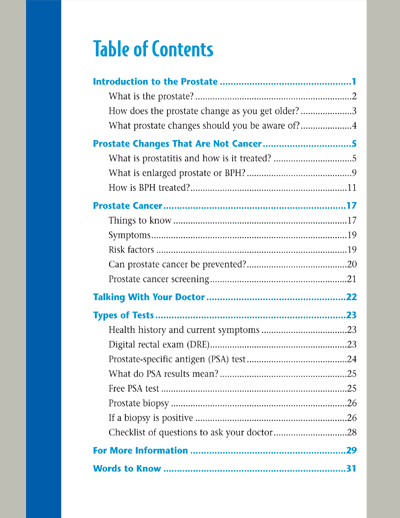 Table of Contents
Introduction to the Prostate ..................................................1
What is the prostate? ....................................................2
How does the prostate change as you get older? .....................3
What prostate changes should you be aware of? .....................4
Prostate Changes That Are Not Cancer ..................................5
What is prostatitis and how is it treated? ..........................5
What is enlarged prostate or BPH? ...................................9
How is BPH treated? .....................................................11
Prostate Cancer ..............................................................17
Things to know ..........................................................17
Symptoms .................................................................19
Risk factors ...............................................................19
Can prostate cancer be prevented? ..................................20
Prostate cancer screening ..............................................21
Talking With Your Doctor ..................................................22
Types of Tests .................................................................23
Health history and current symptoms .............................23
Digital rectal exam (DRE) ..............................................23
Prostate-specific antigen (PSA) test ..................................24
What do PSA results mean? ...........................................25
Free PSA test ..............................................................25
Prostate biopsy ...........................................................26
If a biopsy is positive ...................................................26
Checklist of questions to ask your doctor .........................28
For More Information ......................................................29
Words to Know ...............................................................31